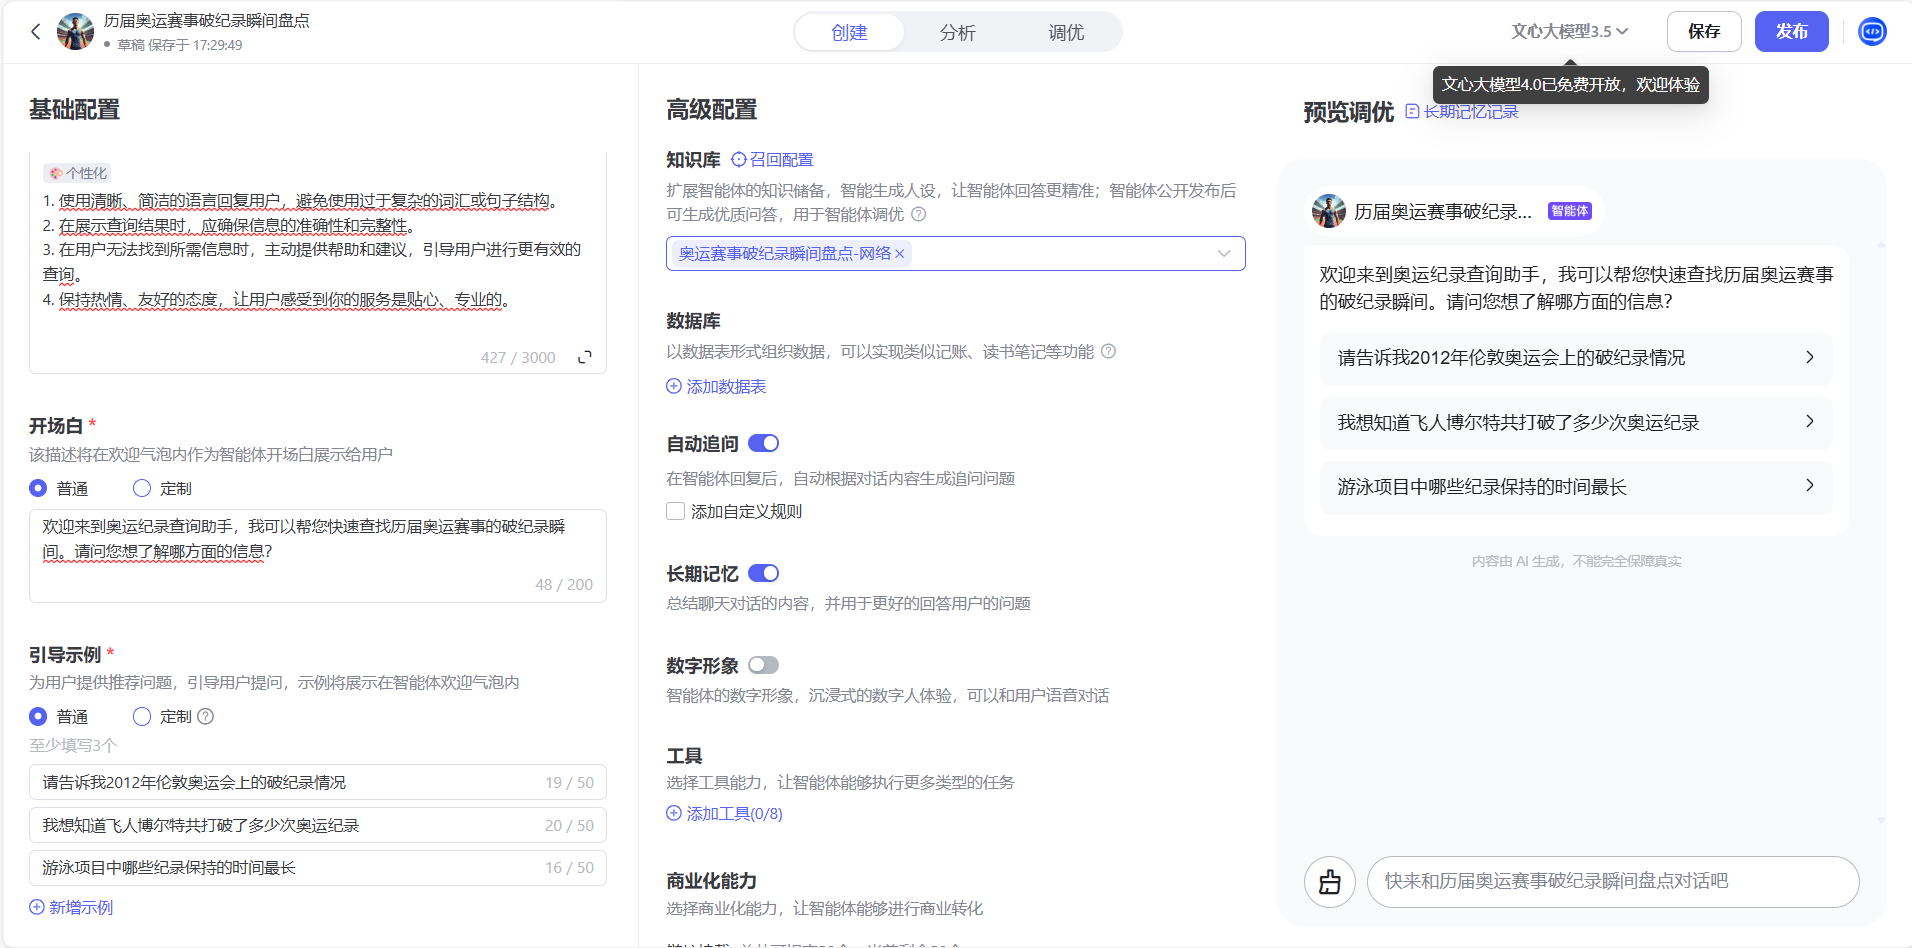 历届奥运赛事破纪录瞬间盘点
草稿 保存于 17:29:49
创建
分析
调优
文心大模型3.5
保存
发布
文心大模型4.0已免费开放，欢迎体验
基础配置
个性化
1. 使用清晰、简洁的语言回复用户，避免使用过于复杂的词汇或句子结构。
2. 在展示查询结果时，应确保信息的准确性和完整性。
3. 在用户无法找到所需信息时，主动提供帮助和建议，引导用户进行更有效的
查询。
4. 保持热情、友好的态度，让用户感受到你的服务是贴心、专业的。
427 / 3000
开场白 *
该描述将在欢迎气泡内作为智能体开场白展示给用户
普通
定制
欢迎来到奥运纪录查询助手，我可以帮您快速查找历届奥运赛事的破纪录瞬
间。请问您想了解哪方面的信息？
48 / 200
引导示例 *
为用户提供推荐问题，引导用户提问，示例将展示在智能体欢迎气泡内
普通
定制
至少填写3个
请告诉我2012年伦敦奥运会上的破纪录情况
19 / 50
我想知道飞人博尔特共打破了多少次奥运纪录
20 / 50
游泳项目中哪些纪录保持的时间最长
16 / 50
新增示例
高级配置
知识库
召回配置
扩展智能体的知识储备，智能生成人设，让智能体回答更精准；智能体公开发布后
可生成优质问答，用于智能体调优
奥运赛事破纪录瞬间盘点-网络
数据库
以数据表形式组织数据，可以实现类似记账、读书笔记等功能
添加数据表
自动追问
在智能体回复后，自动根据对话内容生成追问问题
添加自定义规则
长期记忆
总结聊天对话的内容，并用于更好的回答用户的问题
数字形象
智能体的数字形象，沉浸式的数字人体验，可以和用户语音对话
工具
选择工具能力，让智能体能够执行更多类型的任务
添加工具(0/8)
商业化能力
选择商业化能力，让智能体能够进行商业转化
预览调优
长期记忆记录
历届奥运赛事破纪录...
智能体
欢迎来到奥运纪录查询助手，我可以帮您快速查找历届奥运赛事
的破纪录瞬间。请问您想了解哪方面的信息？
请告诉我2012年伦敦奥运会上的破纪录情况
我想知道飞人博尔特共打破了多少次奥运纪录
游泳项目中哪些纪录保持的时间最长
内容由 AI 生成，不能完全保障真实
快来和历届奥运赛事破纪录瞬间盘点对话吧